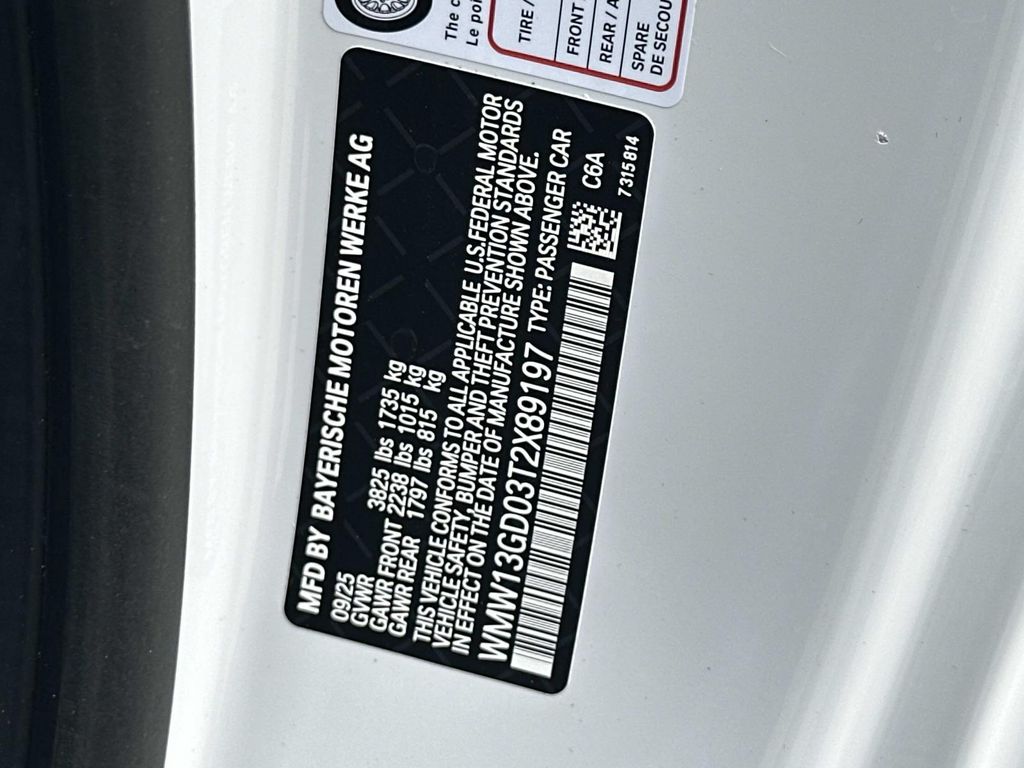 The c
Le poi
TIRE /
FRONT
REAR / A
SPARE
DE SECOU
MFD BY BAYERISCHE MOTOREN WERKE AG
09/25
GVWR 3825 lbs 1735 kg
GAWR FRONT 2238 lbs 1015 kg
GAWR REAR 1797 lbs 815 kg
THIS VEHICLE CONFORMS TO ALL APPLICABLE U.S.FEDERAL MOTOR
VEHICLE SAFETY, BUMPER AND THEFT PREVENTION STANDARDS
IN EFFECT ON THE DATE OF MANUFACTURE SHOWN ABOVE.
WMW13GD03T2X89197 TYPE: PASSENGER CAR
C6A
7315814